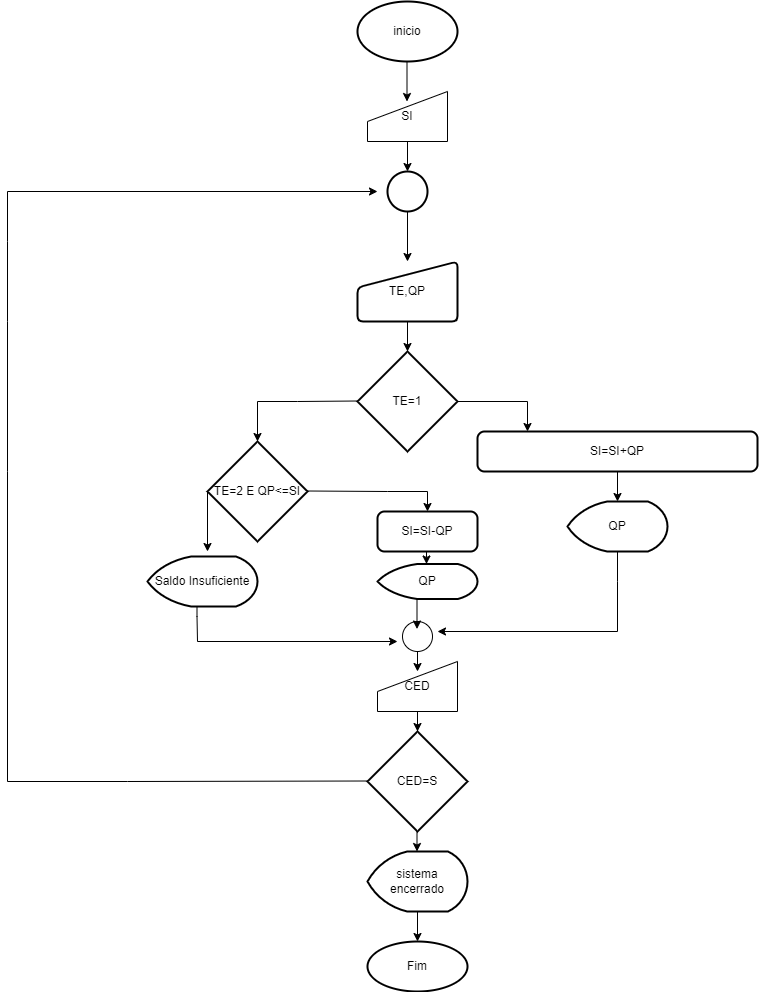 inicio
SI
TE,QP
TE=1
SI=SI+QP
TE=2 E QP<=SI
SI=SI-QP
QP
Saldo Insuficiente
QP
CED
CED=S
sistema
encerrado
Fim